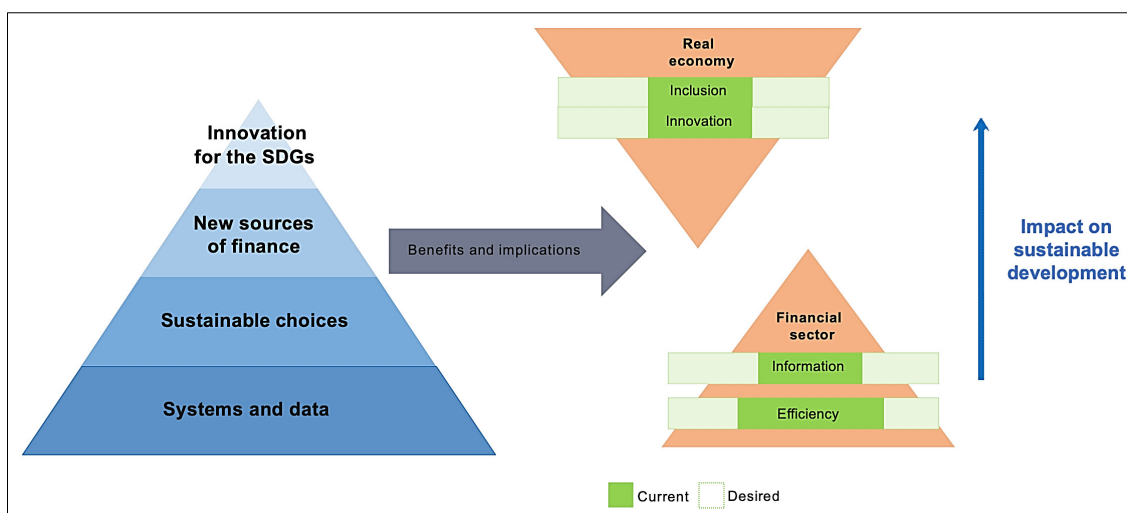 Innovation
for the SDGs
New sources
of finance
Sustainable choices
Systems and data
Benefits and implications
Real
economy
Inclusion
Innovation
Financial
sector
Information
Efficiency
Impact on
sustainable
development
Current
Desired